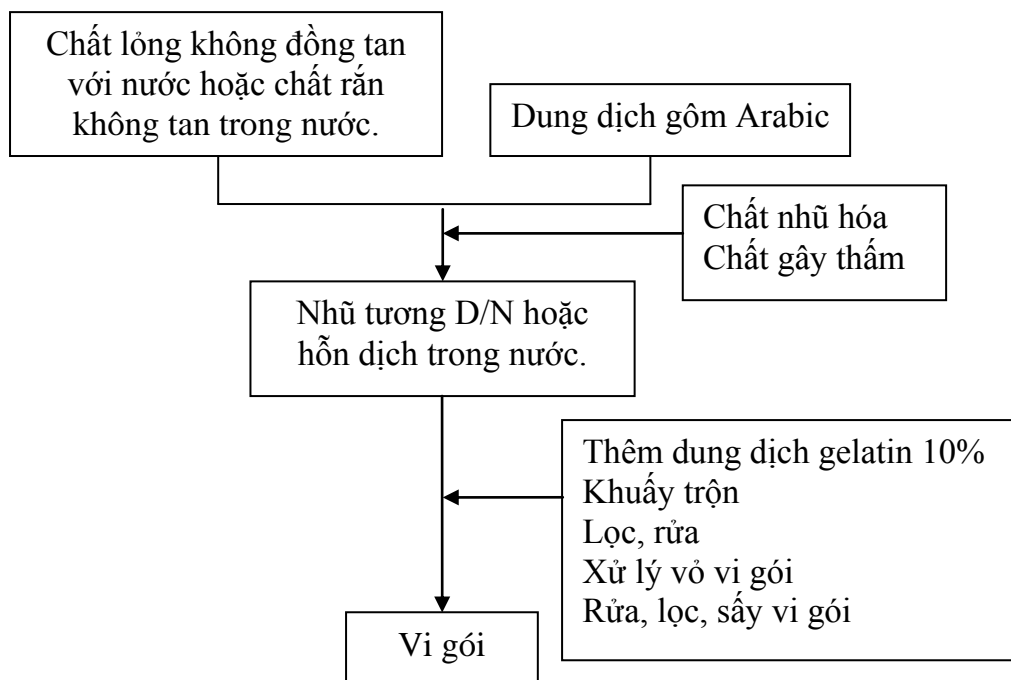 Chất lỏng không đồng tan
với nước hoặc chất rắn
không tan trong nước.
Dung dịch gôm Arabic
Chất nhũ hóa
Chất gây thấm
Nhũ tương D/N hoặc
hỗn dịch trong nước.
Thêm dung dịch gelatin 10%
Khuấy trộn
Lọc, rửa
Xử lý vỏ vi gói
Rửa, lọc, sấy vi gói
Vi gói